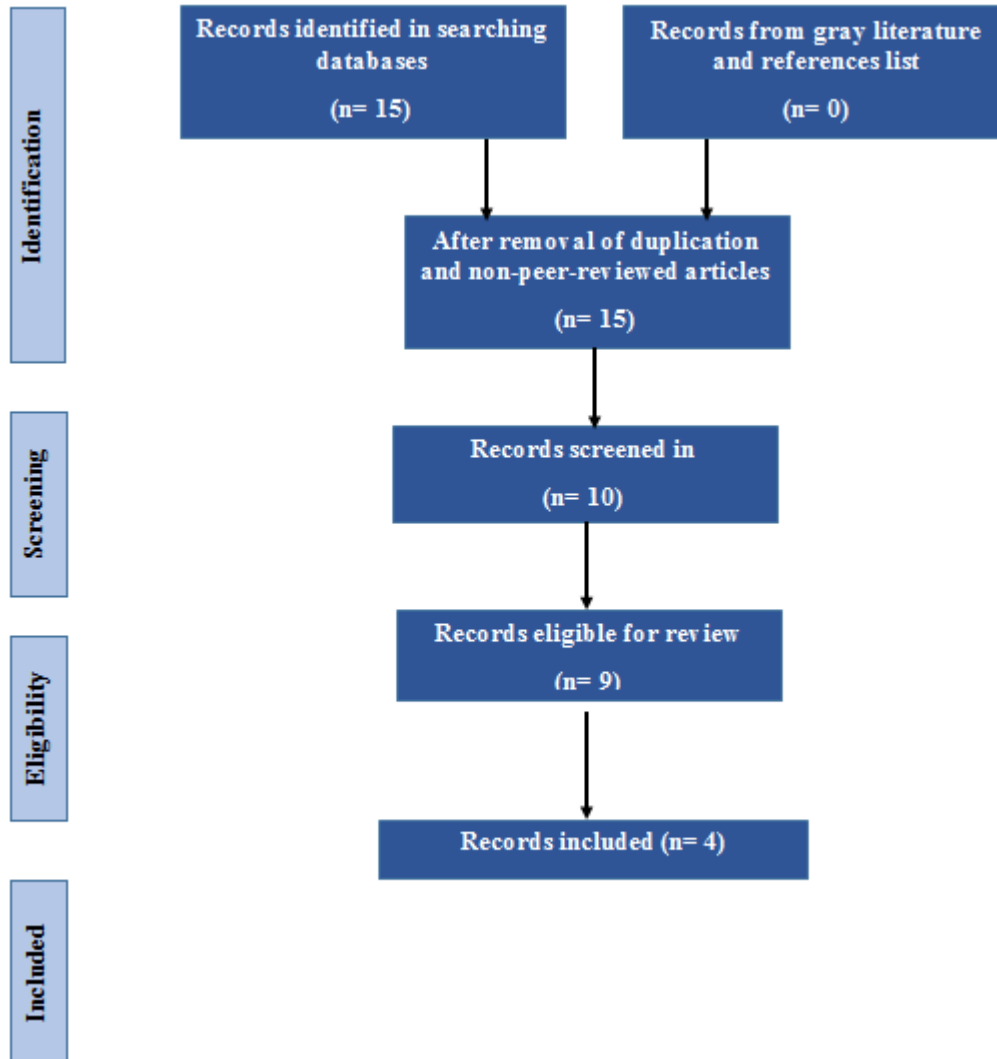 Identification
Records identified in searching
databases
(n= 15)
Records from gray literature
and references list
(n= 0)
After removal of duplication
and non-peer-reviewed articles
(n= 15)
Screening
Records screened in
(n= 10)
Eligibility
Records eligible for review
(n= 9)
Records included (n= 4)
Included